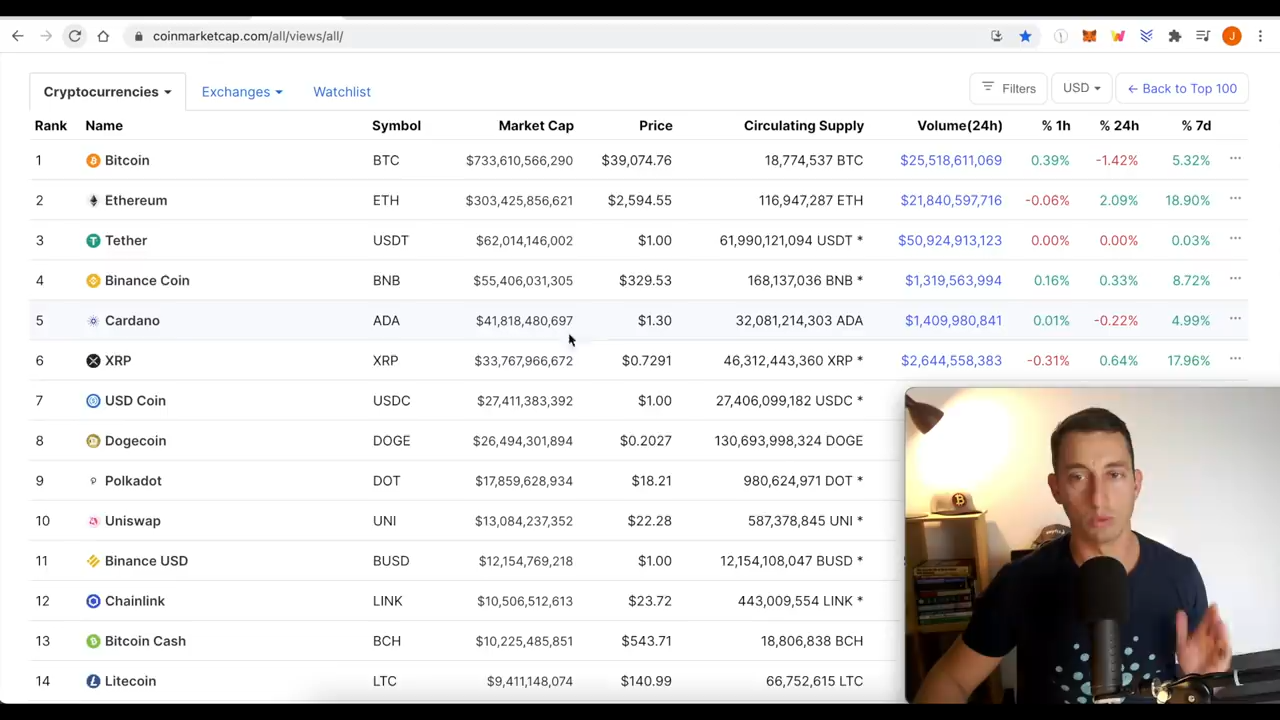 coinmarketcap.com/all/views/all/
J
Cryptocurrencies Exchanges Watchlist Filters USD ← Back to Top 100
Rank Name Symbol Market Cap Price Circulating Supply Volume(24h) % 1h % 24h % 7d
1 Bitcoin BTC $733,610,566,290 $39,074.76 18,774,537 BTC $25,518,611,069 0.39% -1.42% 5.32%
2 Ethereum ETH $303,425,856,621 $2,594.55 116,947,287 ETH $21,840,597,716 -0.06% 2.09% 18.90%
3 Tether USDT $62,014,146,002 $1.00 61,990,121,094 USDT * $50,924,913,123 0.00% 0.00% 0.03%
4 Binance Coin BNB $55,406,031,305 $329.53 168,137,036 BNB * $1,319,563,994 0.16% 0.33% 8.72%
5 Cardano ADA $41,818,480,697 $1.30 32,081,214,303 ADA $1,409,980,841 0.01% -0.22% 4.99%
6 XRP XRP $33,767,966,672 $0.7291 46,312,443,360 XRP * $2,644,558,383 -0.31% 0.64% 17.96%
7 USD Coin USDC $27,411,383,392 $1.00 27,406,099,182 USDC *
8 Dogecoin DOGE $26,494,301,894 $0.2027 130,693,998,324 DOGE
9 Polkadot DOT $17,859,628,934 $18.21 980,624,971 DOT *
10 Uniswap UNI $13,084,237,352 $22.28 587,378,845 UNI *
11 Binance USD BUSD $12,154,769,218 $1.00 12,154,108,047 BUSD *
12 Chainlink LINK $10,506,512,613 $23.72 443,009,554 LINK *
13 Bitcoin Cash BCH $10,225,485,851 $543.71 18,806,838 BCH
14 Litecoin LTC $9,411,148,074 $140.99 66,752,615 LTC